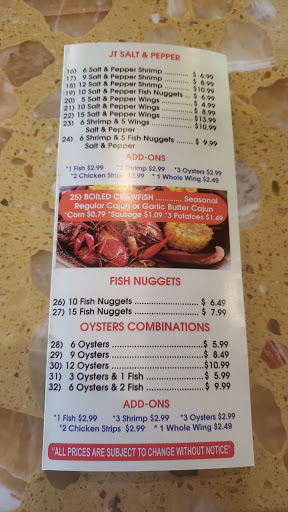 JT SALT & PEPPER
16) 6 Salt & Pepper Shrimp ........... $ 6.99
17) 9 Salt & Pepper Shrimp ........... $ 8.99
18) 12 Salt & Pepper Shrimp ......... $10.99
19) 10 Salt & Pepper Fish Nuggets .. $ 6.99
20) 5 Salt & Pepper Wings ........... $ 4.99
21) 10 Salt & Pepper Wings .......... $ 8.99
22) 15 Salt & Pepper Wings .......... $13.99
23) 6 Shrimp & 5 Wings ............. $10.99
Salt & Pepper
24) 6 Shrimp & 5 Fish Nuggets ....... $ 9.99
Salt & Pepper
ADD-ONS
*1 Fish $2.99 *3 Shrimp $2.99 *3 Oysters $2.99
*2 Chicken Strips $2.99 *1 Whole Wing $2.49
25) BOILED CRAWFISH ............ Seasonal
Regular Cajun or Garlic Butter Cajun
*Corn $0.79 *Sausage $1.09 *3 Potatoes $1.49
FISH NUGGETS
26) 10 Fish Nuggets ................. $ 6.49
27) 15 Fish Nuggets ................. $ 7.99
OYSTERS COMBINATIONS
28) 6 Oysters ........................ $ 5.99
29) 9 Oysters ........................ $ 8.49
30) 12 Oysters ....................... $10.99
31) 3 Oysters & 1 Fish ............... $ 5.99
32) 6 Oysters & 2 Fish ............... $ 9.99
ADD-ONS
*1 Fish $2.99 *3 Shrimp $2.99 *3 Oysters $2.99
*2 Chicken Strips $2.99 * 1 Whole Wing $2.49
"ALL PRICES ARE SUBJECT TO CHANGE WITHOUT NOTICE"